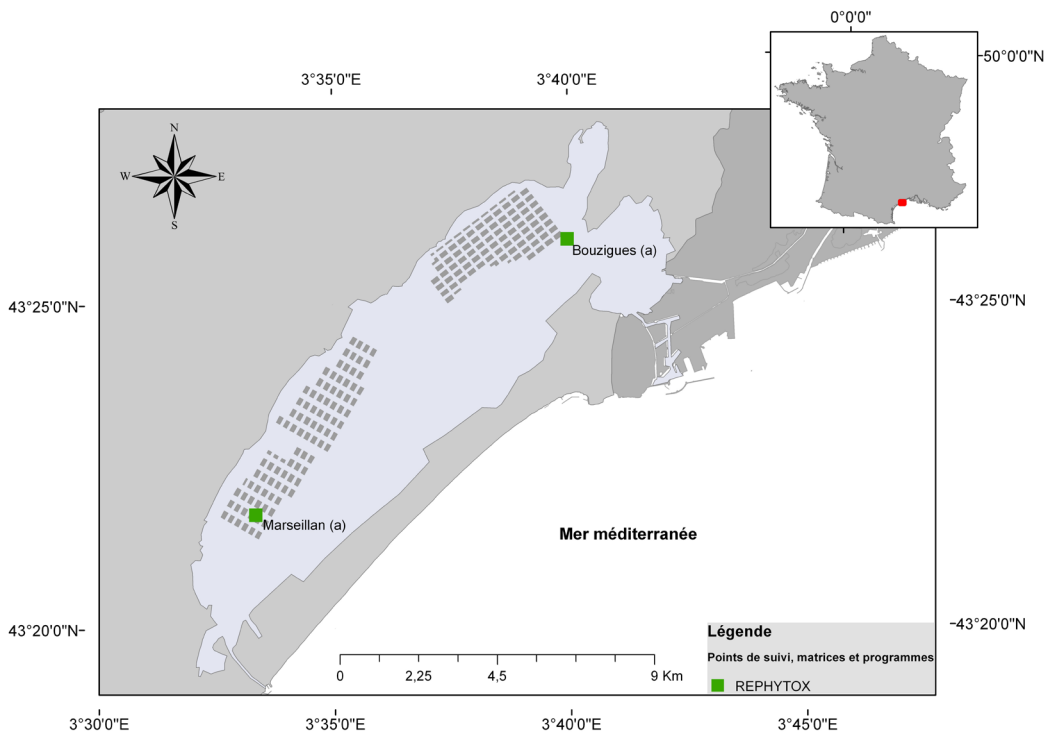 0°0'0"
50°0'0"N
3°35'0"E
3°40'0"E
N
W
E
S
Bouzigues (a)
43°25'0"N
43°25'0"N
Marseillan (a)
Mer méditerranée
43°20'0"N
43°20'0"N
Légende
Points de suivi, matrices et programmes
REPHYTOX
0
2,25
4,5
9 Km
3°30'0"E
3°35'0"E
3°40'0"E
3°45'0"E